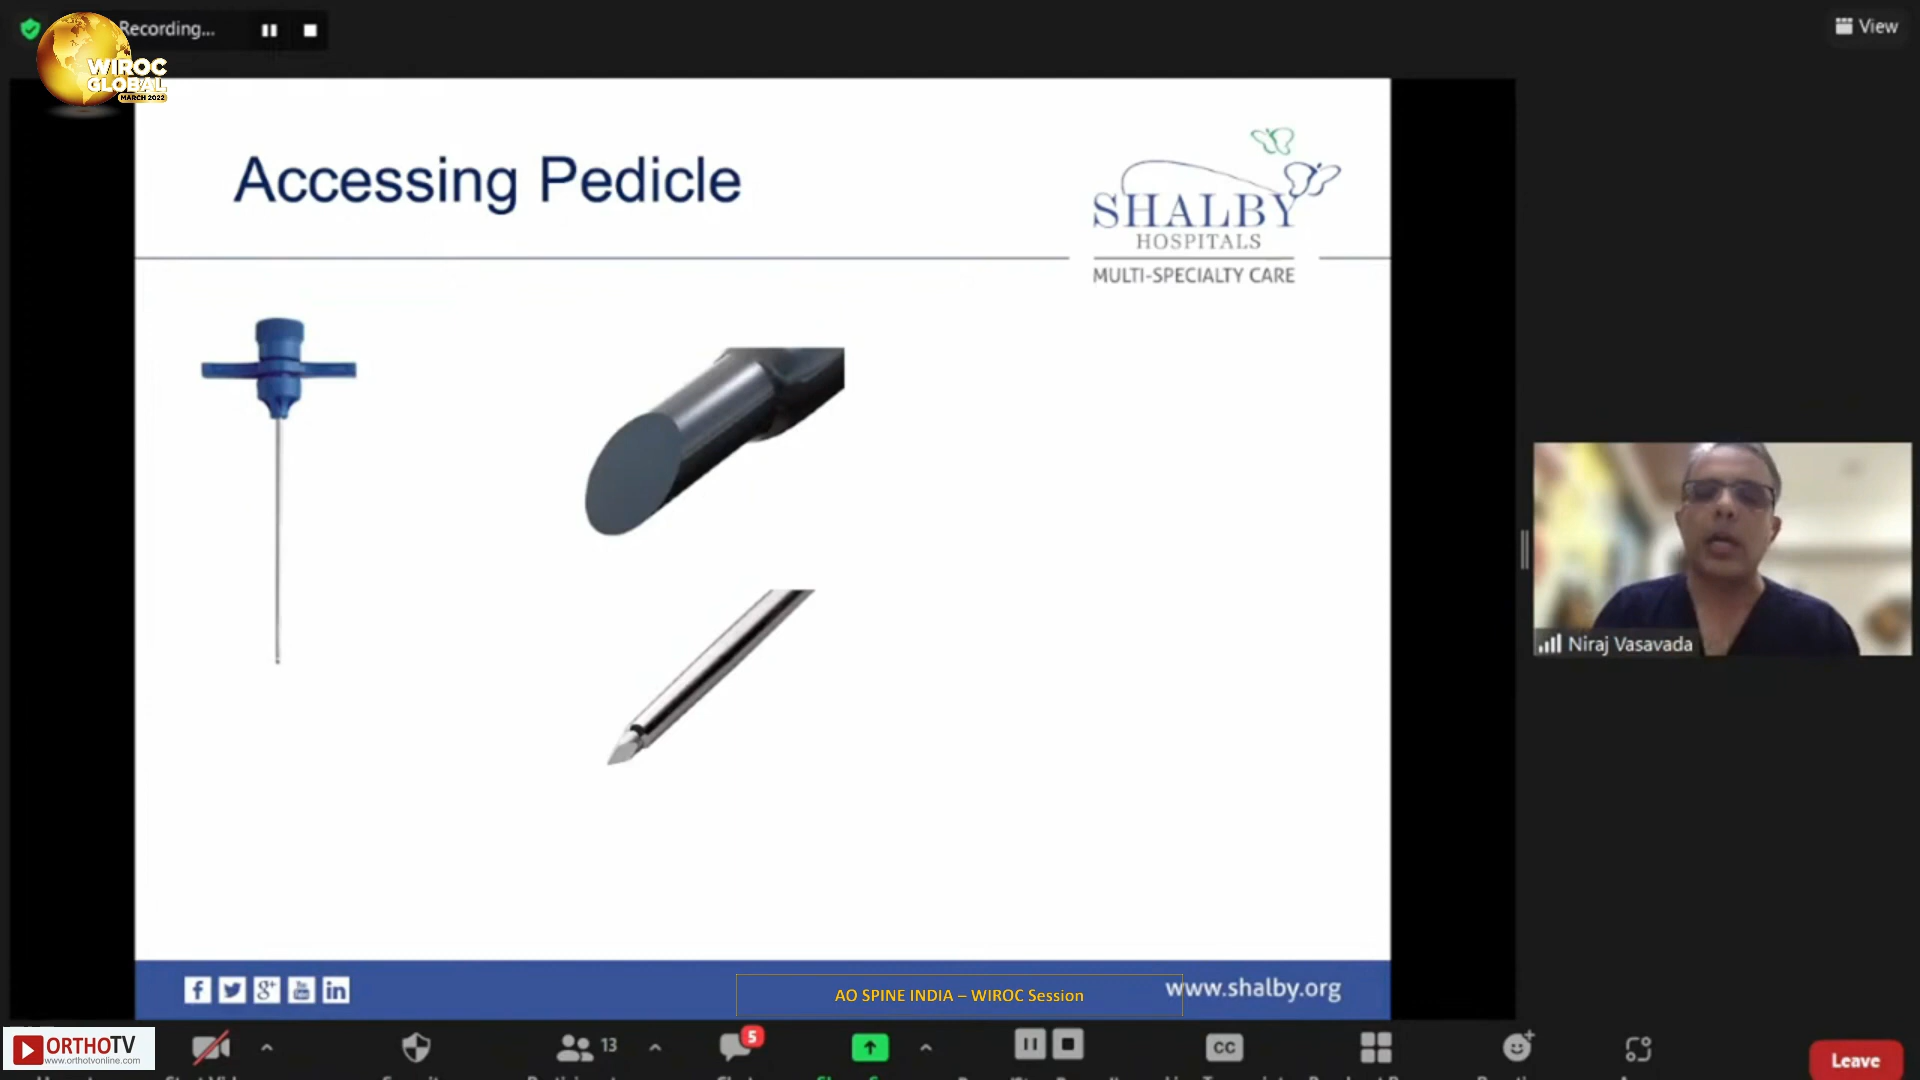 Recording...
View
WIROC
GLOBAL
MARCH 2022
Accessing Pedicle
SHALBY
HOSPITALS
MULTI-SPECIALTY CARE
Niraj Vasavada
AO SPINE INDIA – WIROC Session
www.shalby.org
ORTHOTV
www.orthotvonline.com
13
5
CC
Leave